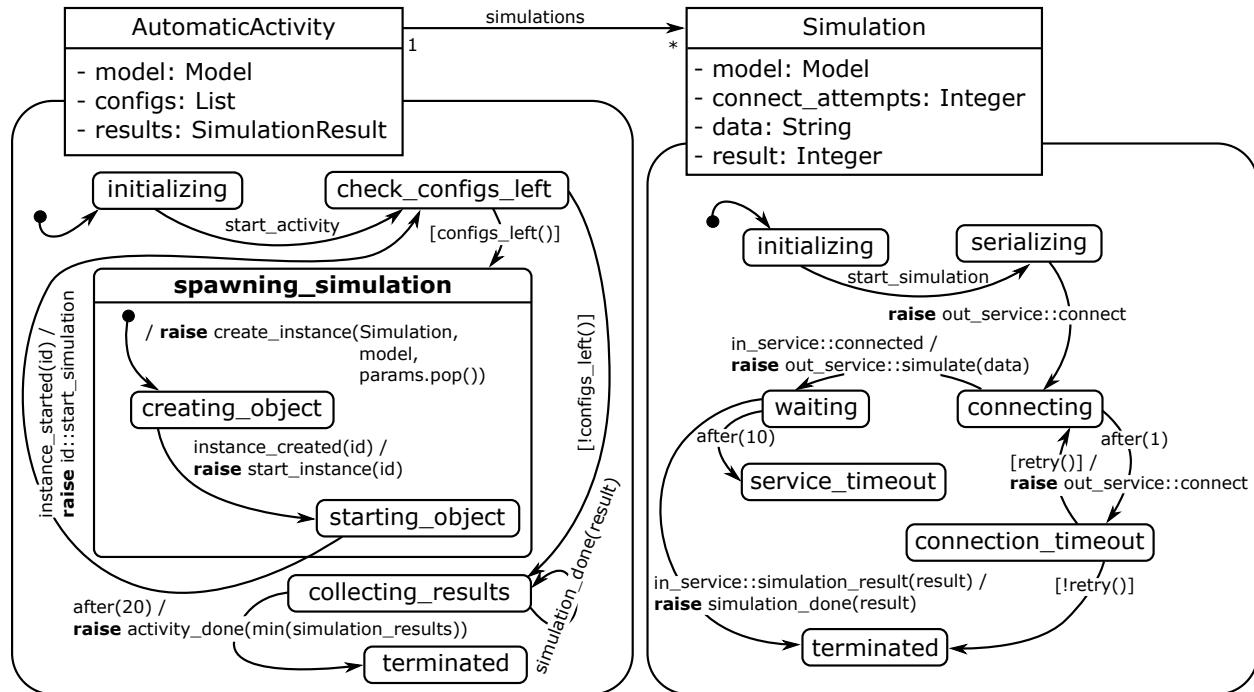 simulations
AutomaticActivity
1
*
Simulation
- model: Model
- configs: List
- results: SimulationResult
- model: Model
- connect_attempts: Integer
- data: String
- result: Integer
initializing
check_configs_left
start_activity
[configs_left()]
spawning_simulation
/ raise create_instance(Simulation,
model,
params.pop())
creating_object
instance_created(id) /
raise start_instance(id)
starting_object
instance_started(id) /
raise id::start_simulation
[!configs_left()]
collecting_results
simulation_done(result)
after(20) /
raise activity_done(min(simulation_results))
terminated
initializing
serializing
start_simulation
raise out_service::connect
in_service::connected /
raise out_service::simulate(data)
waiting
connecting
after(10)
after(1)
[retry()] /
raise out_service::connect
service_timeout
connection_timeout
in_service::simulation_result(result) /
raise simulation_done(result)
[!retry()]
terminated